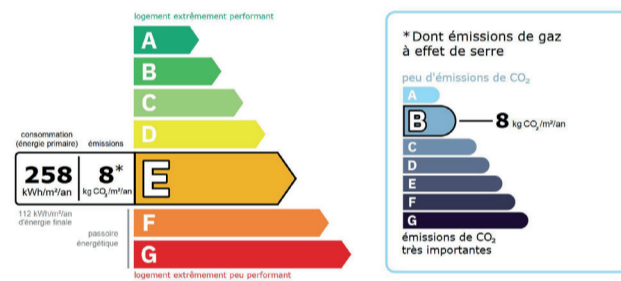 logement extrêmement performant
A
B
C
D
consommation
(énergie primaire)
émissions
258
kWh/m²/an
8*
kg CO₂/m²/an
E
112 kWh/m²/an
d'énergie finale
passoire
énergétique
F
G
logement extrêmement peu performant
*Dont émissions de gaz
à effet de serre
peu d'émissions de CO₂
A
B
8 kg CO₂/m²/an
C
D
E
F
G
émissions de CO₂
très importantes